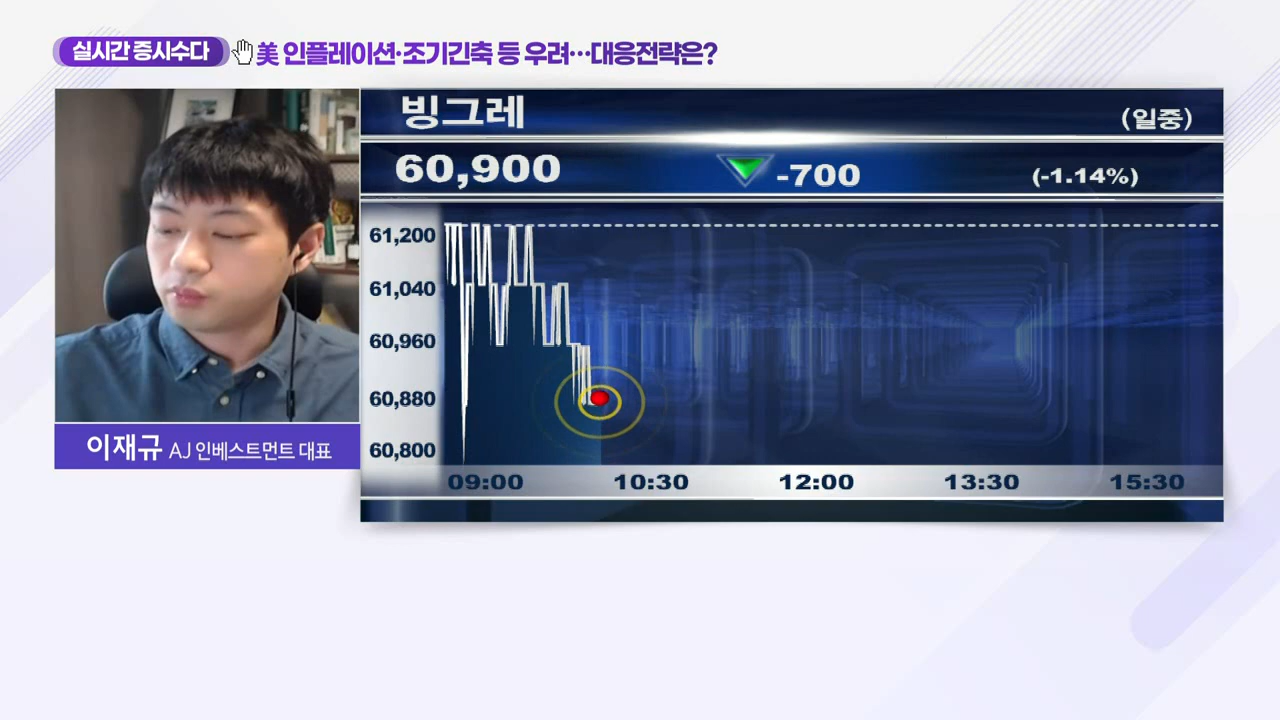 실시간 증시수다 美 인플레이션·조기긴축 등 우려…대응전략은?
빙그레 (일중)
60,900 -700 (-1.14%)
61,200
61,040
60,960
60,880
60,800
09:00 10:30 12:00 13:30 15:30
이재규 AJ 인베스트먼트 대표